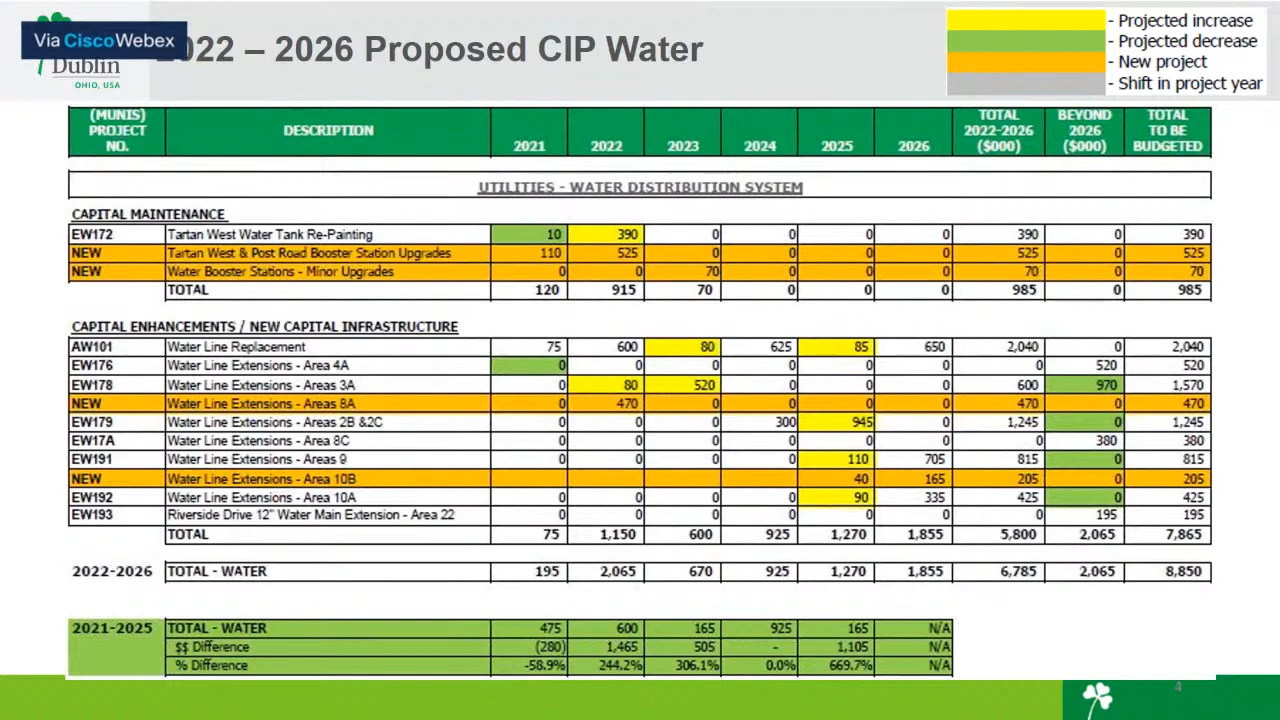 Via CiscoWebex
Dublin
OHIO, USA
2022 – 2026 Proposed CIP Water
- Projected increase
- Projected decrease
- New project
- Shift in project year
(MUNIS) PROJECT NO. DESCRIPTION 2021 2022 2023 2024 2025 2026 TOTAL 2022-2026 ($000) BEYOND 2026 ($000) TOTAL TO BE BUDGETED
UTILITIES - WATER DISTRIBUTION SYSTEM
CAPITAL MAINTENANCE
EW172 Tartan West Water Tank Re-Painting 10 390 0 0 0 0 390 0 390
NEW Tartan West & Post Road Booster Station Upgrades 110 525 0 0 0 0 525 0 525
NEW Water Booster Stations - Minor Upgrades 0 0 70 0 0 0 70 0 70
TOTAL 120 915 70 0 0 0 985 0 985
CAPITAL ENHANCEMENTS / NEW CAPITAL INFRASTRUCTURE
AW101 Water Line Replacement 75 600 80 625 85 650 2,040 0 2,040
EW176 Water Line Extensions - Area 4A 0 0 0 0 0 0 0 520 520
EW178 Water Line Extensions - Areas 3A 0 80 520 0 0 0 600 970 1,570
NEW Water Line Extensions - Areas 8A 0 470 0 0 0 0 470 0 470
EW179 Water Line Extensions - Areas 2B &2C 0 0 0 300 945 0 1,245 0 1,245
EW17A Water Line Extensions - Area 8C 0 0 0 0 0 0 0 380 380
EW191 Water Line Extensions - Areas 9 0 0 0 0 110 705 815 0 815
NEW Water Line Extensions - Area 10B 40 165 205 0 205
EW192 Water Line Extensions - Area 10A 0 0 0 0 90 335 425 0 425
EW193 Riverside Drive 12" Water Main Extension - Area 22 0 0 0 0 0 0 0 195 195
TOTAL 75 1,150 600 925 1,270 1,855 5,800 2,065 7,865
2022-2026 TOTAL - WATER 195 2,065 670 925 1,270 1,855 6,785 2,065 8,850
2021-2025 TOTAL - WATER 475 600 165 925 165 N/A
$$ Difference (280) 1,465 505 - 1,105 N/A
% Difference -58.9% 244.2% 306.1% 0.0% 669.7% N/A
4